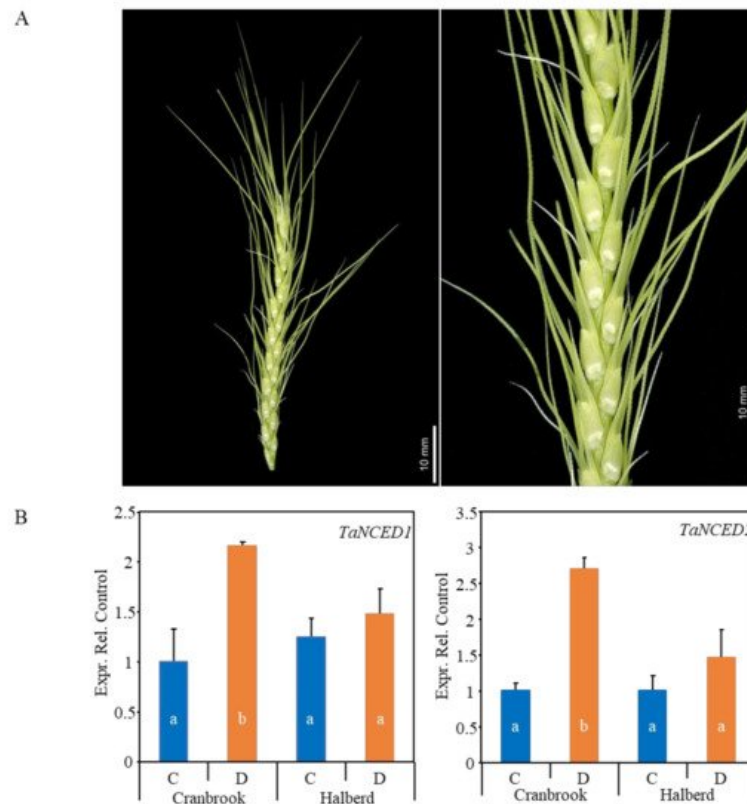 A
10 mm
10 mm
B
TaNCED1
Expr. Rel. Control
2.5
2
1.5
1
0.5
0
a
b
a
a
C
D
C
D
Cranbrook
Halberd
Expr. Rel. Control
3.5
3
2.5
2
1.5
1
0.5
0
a
b
a
a
C
D
C
D
Cranbrook
Halberd